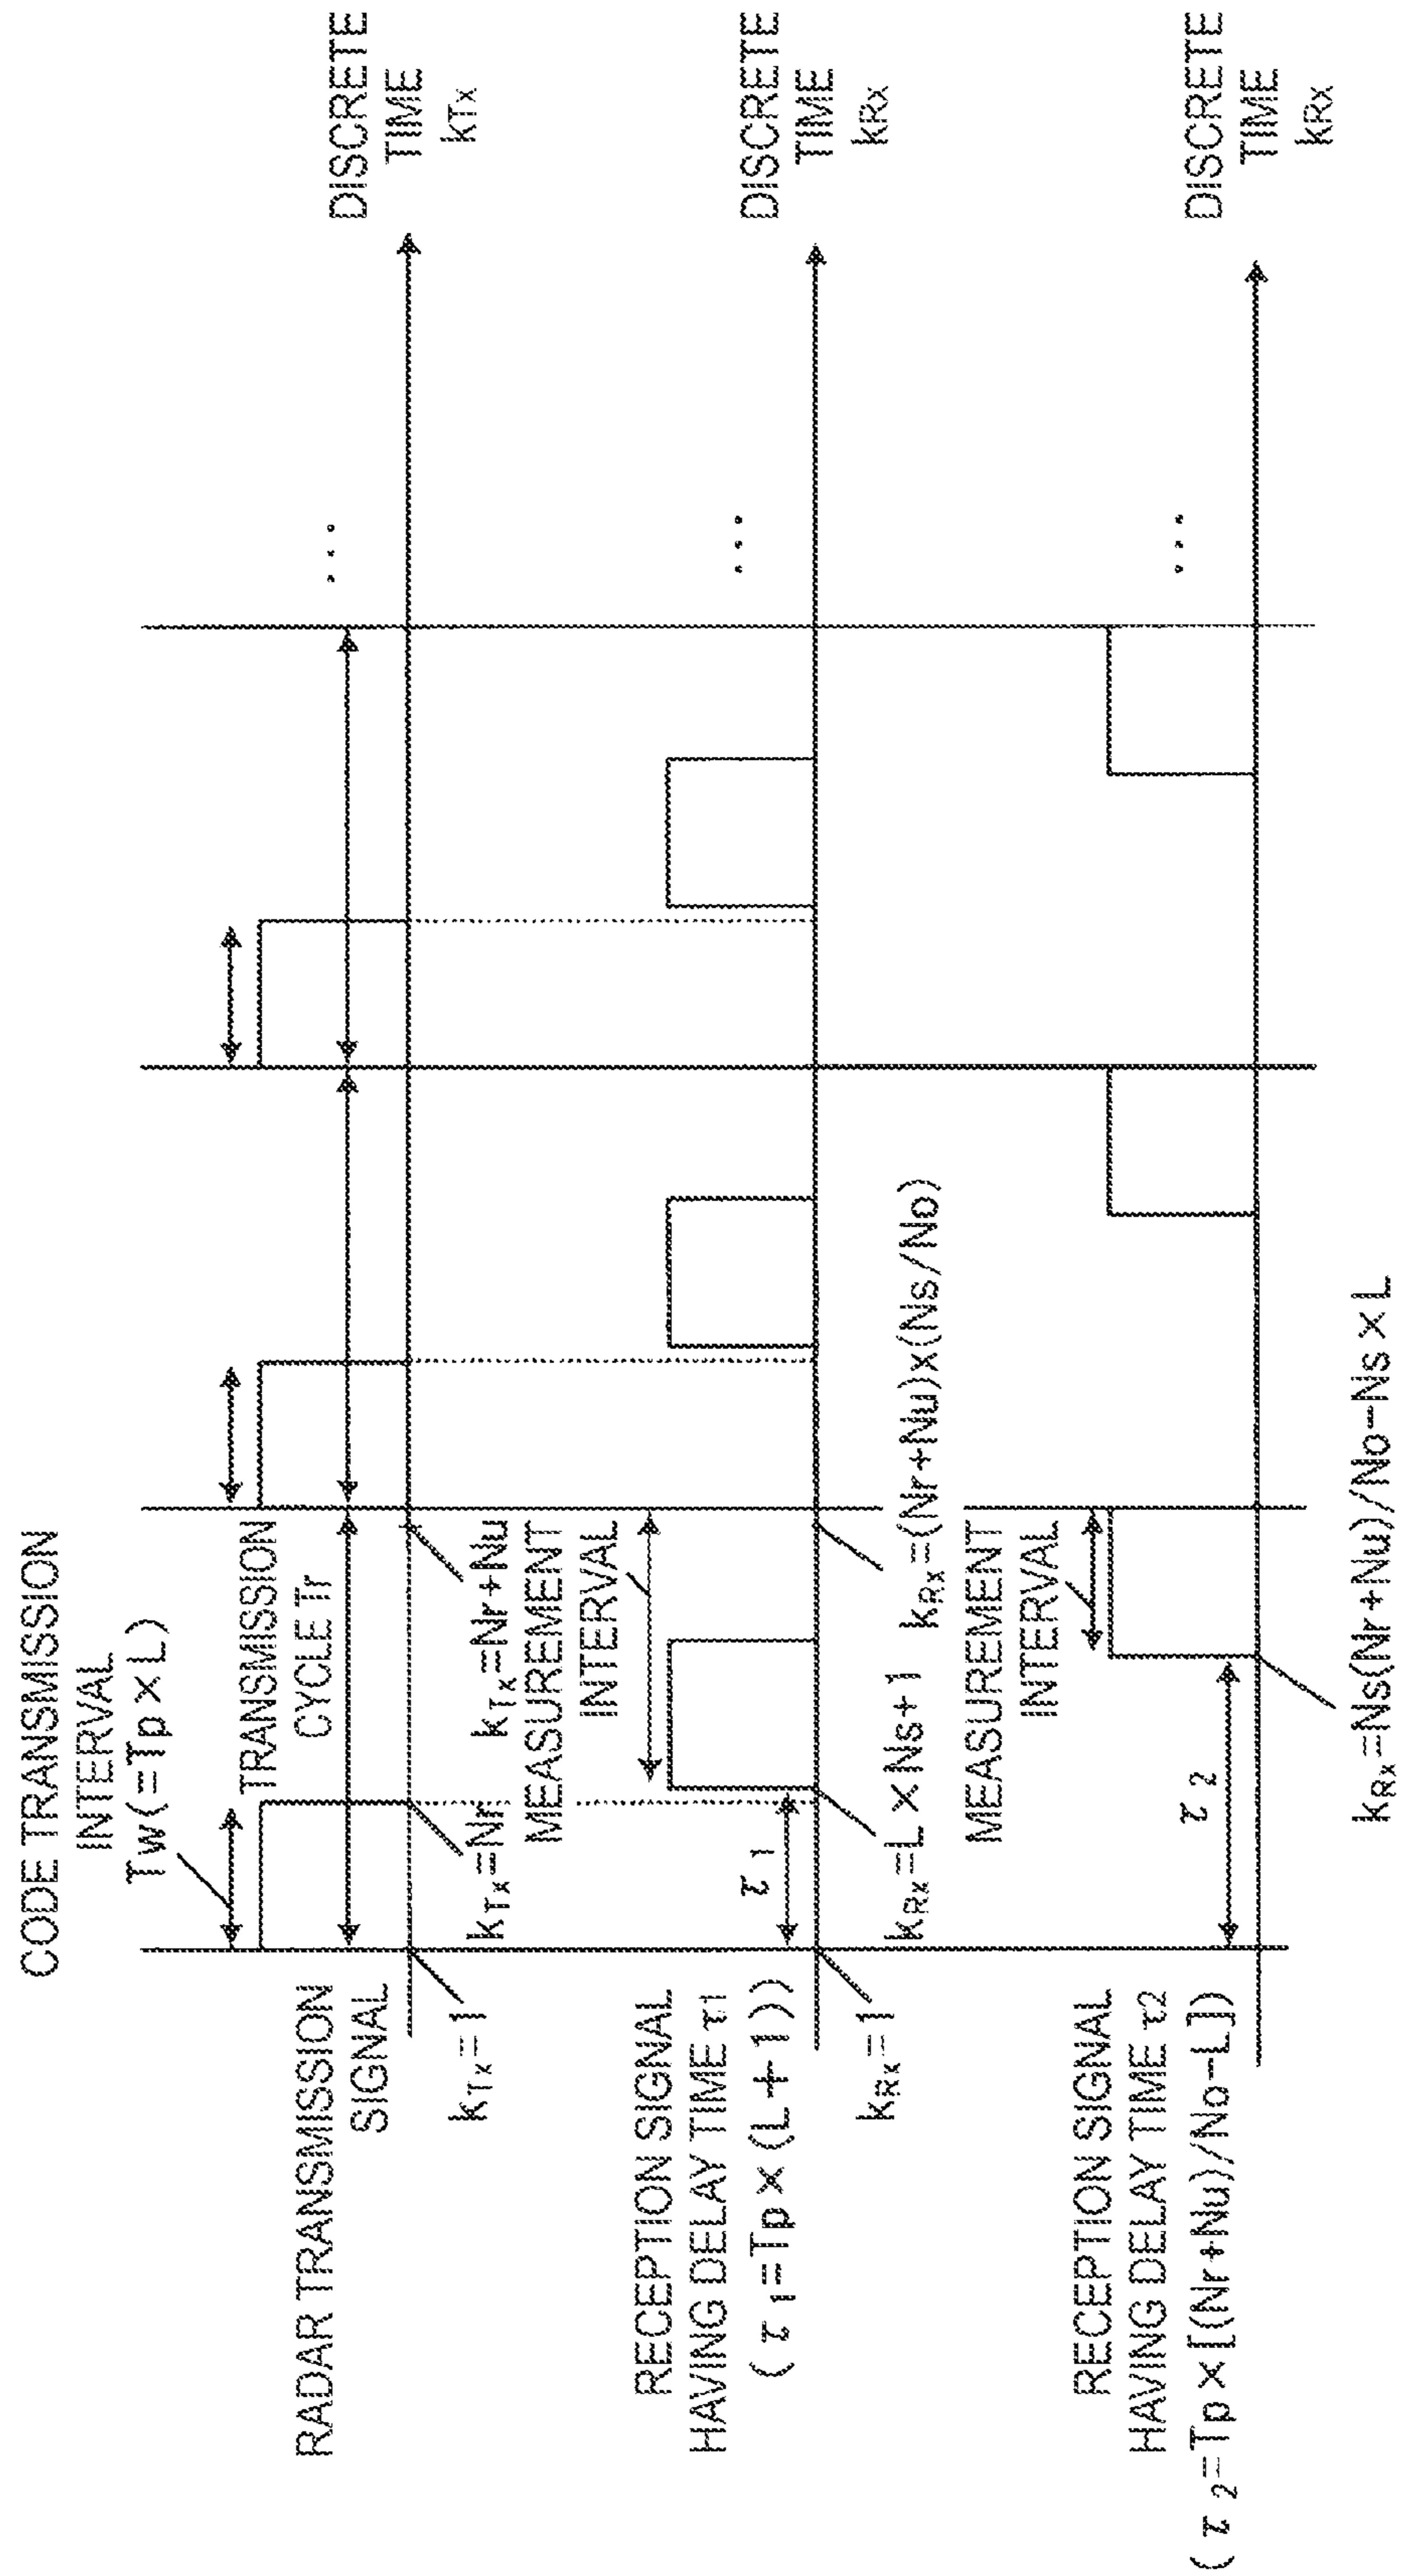 CODE TRANSMISSION
INTERVAL
Tw(=Tp×L)
TRANSMISSION
CYCLE Tr
RADAR TRANSMISSION
SIGNAL
kTx=1
kTx=Nr
kTx=Nr+Nu
...
DISCRETE
TIME
kTx
MEASUREMENT
INTERVAL
RECEPTION SIGNAL
HAVING DELAY TIME τ1
(τ1=Tp×(L+1))
τ1
kRx=1
kRx=L×Ns+1
kRx=(Nr+Nu)x(Ns/No)
...
DISCRETE
TIME
kRx
MEASUREMENT
INTERVAL
RECEPTION SIGNAL
HAVING DELAY TIME τ2
(τ2=Tp×[(Nr+Nu)/No-L])
τ2
kRx=Ns(Nr+Nu)/No-Ns×L
...
DISCRETE
TIME
kRx